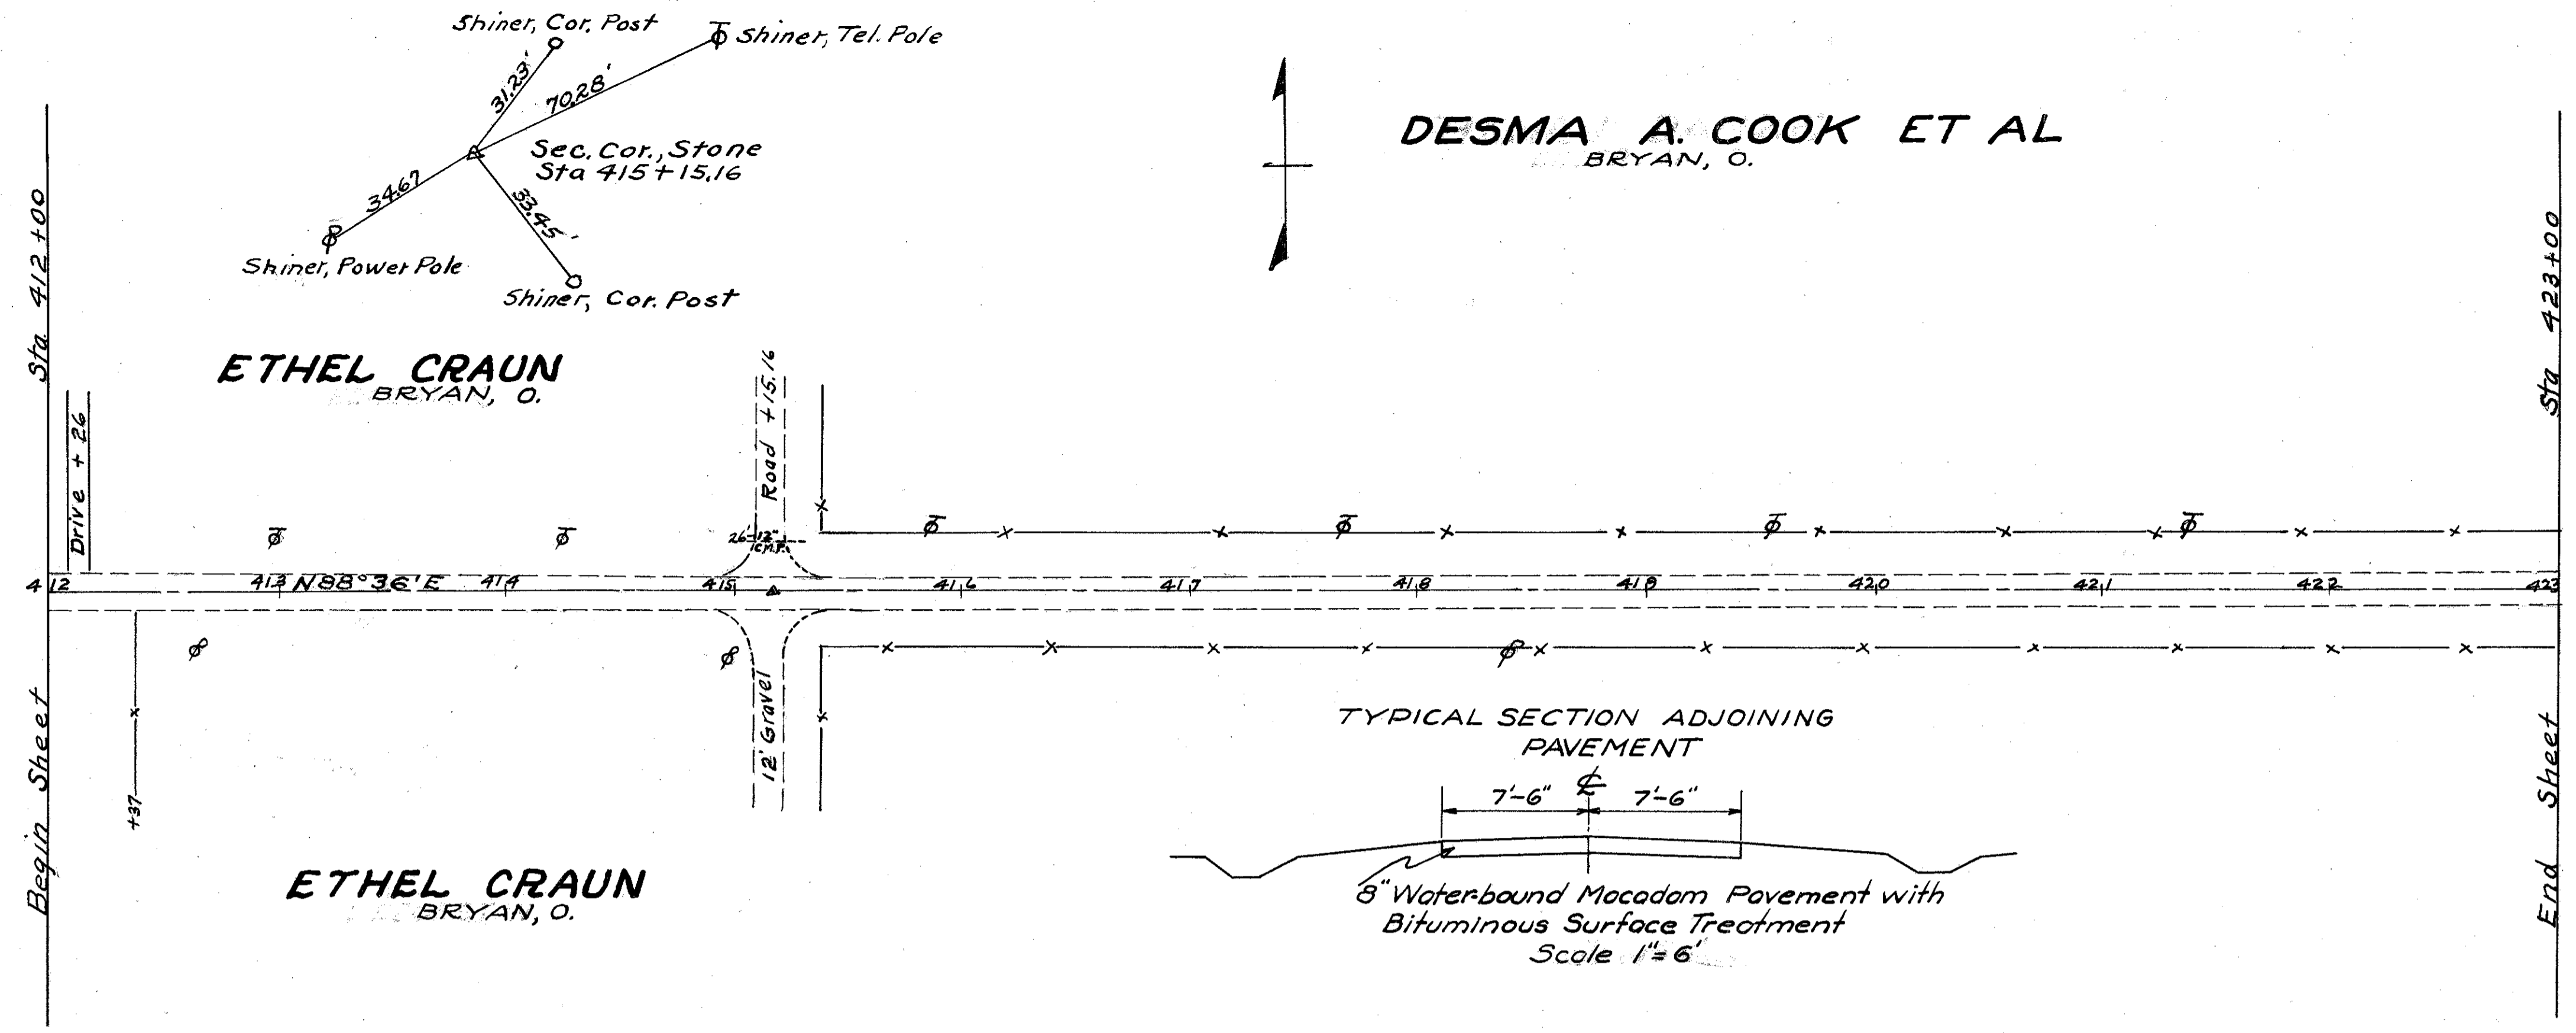 Shiner, Cor. Post
Shiner, Tel. Pole
31.23'
70.28'
Sec. Cor., Stone
Sta 415+15.16
34.67
33.45'
Shiner, Power Pole
Shiner, Cor. Post
DESMA A. COOK ET AL
BRYAN, O.
Sta 412+00
Sta 423+00
ETHEL CRAUN
BRYAN, O.
Drive + 26
Road +15.16
26'-12"
C.M.P.
412 413 N88°36'E 414 415 416 417 418 419 420 421 422 423
12' Gravel
+37
Begin Sheet
End Sheet
ETHEL CRAUN
BRYAN, O.
TYPICAL SECTION ADJOINING
PAVEMENT
7'-6" ℄ 7'-6"
8" Water-bound Macadam Pavement with
Bituminous Surface Treatment
Scale 1"=6'